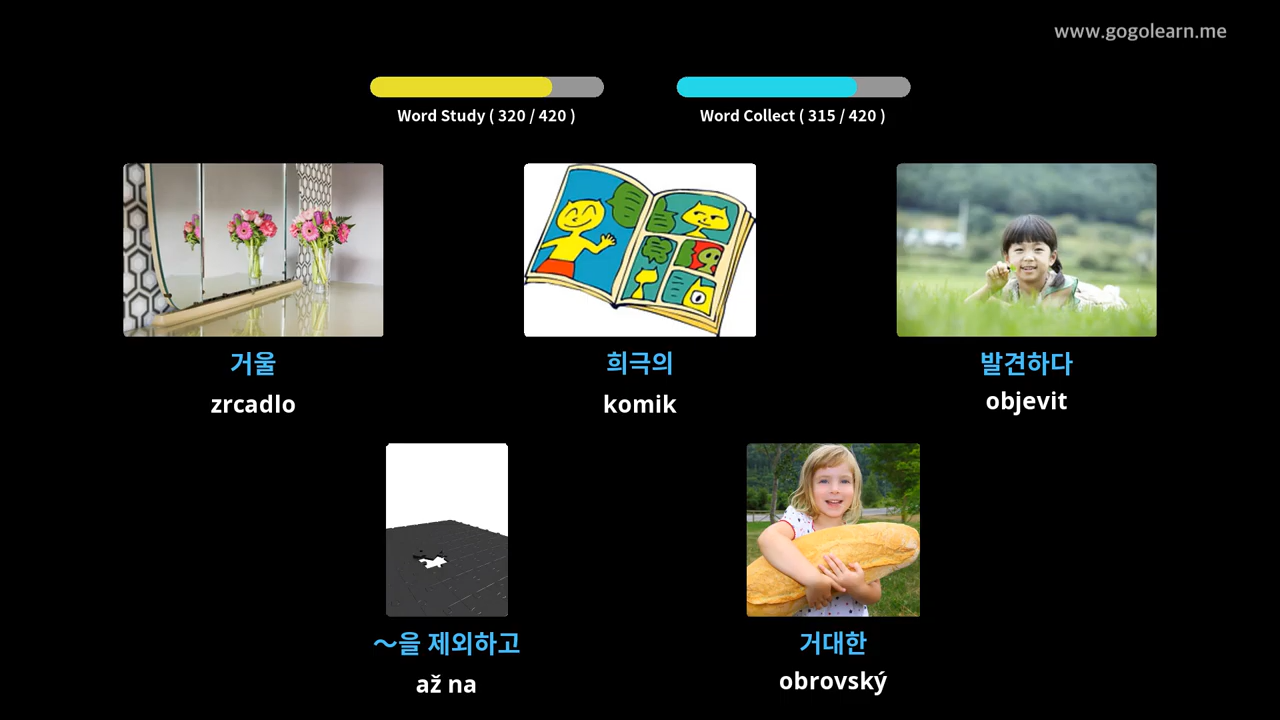 www.gogolearn.me
Word Study ( 320 / 420 )
Word Collect ( 315 / 420 )
거울
zrcadlo
희극의
komik
발견하다
objevit
～을 제외하고
až na
거대한
obrovský